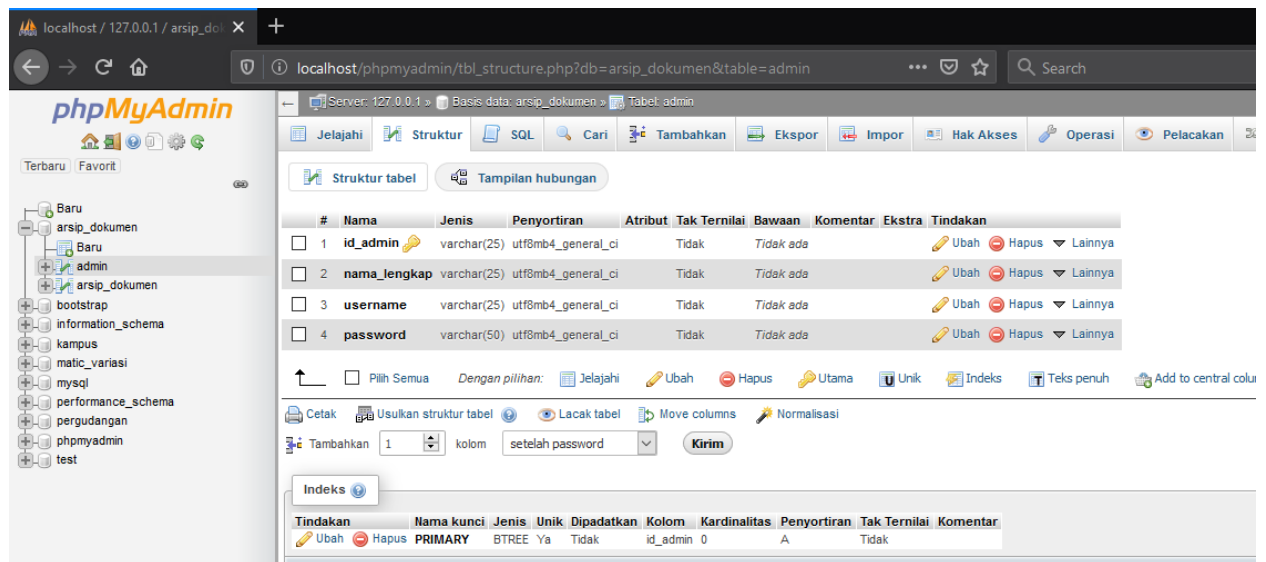 localhost / 127.0.0.1 / arsip_dok
localhost/phpmyadmin/tbl_structure.php?db=arsip_dokumen&table=admin
Search
phpMyAdmin
Terbaru Favorit
Baru
arsip_dokumen
Baru
admin
arsip_dokumen
bootstrap
information_schema
kampus
matic_variasi
mysql
performance_schema
pergudangan
phpmyadmin
test
Server: 127.0.0.1 » Basis data: arsip_dokumen » Tabel: admin
Jelajahi Struktur SQL Cari Tambahkan Ekspor Impor Hak Akses Operasi Pelacakan
Struktur tabel Tampilan hubungan
# Nama Jenis Penyortiran Atribut Tak Ternilai Bawaan Komentar Ekstra Tindakan
1 id_admin varchar(25) utf8mb4_general_ci Tidak Tidak ada Ubah Hapus Lainnya
2 nama_lengkap varchar(25) utf8mb4_general_ci Tidak Tidak ada Ubah Hapus Lainnya
3 username varchar(25) utf8mb4_general_ci Tidak Tidak ada Ubah Hapus Lainnya
4 password varchar(50) utf8mb4_general_ci Tidak Tidak ada Ubah Hapus Lainnya
Pilih Semua Dengan pilihan: Jelajahi Ubah Hapus Utama Unik Indeks Teks penuh Add to central colu
Cetak Usulkan struktur tabel Lacak tabel Move columns Normalisasi
Tambahkan 1 kolom setelah password Kirim
Indeks
Tindakan Nama kunci Jenis Unik Dipadatkan Kolom Kardinalitas Penyortiran Tak Ternilai Komentar
Ubah Hapus PRIMARY BTREE Ya Tidak id_admin 0 A Tidak